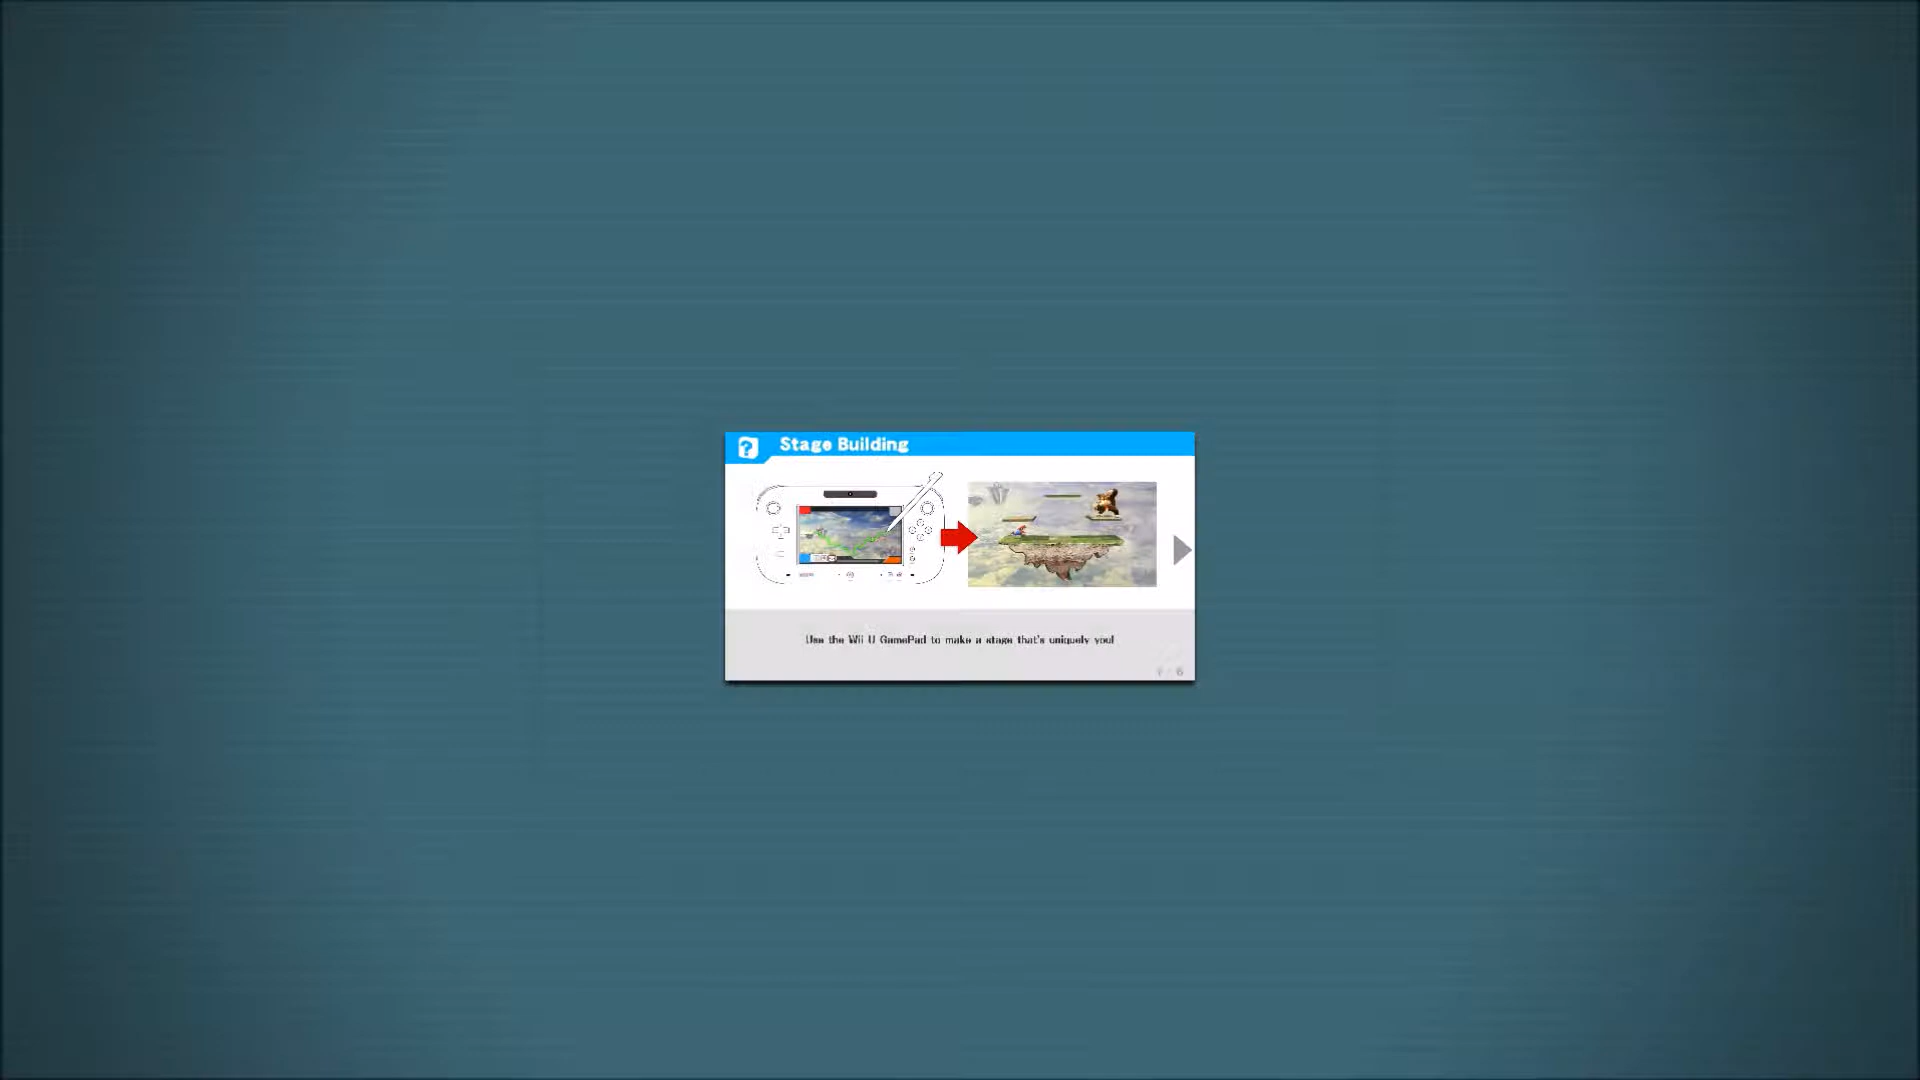 ?
Stage Building
Use the Wii U GamePad to make a stage that's uniquely you!